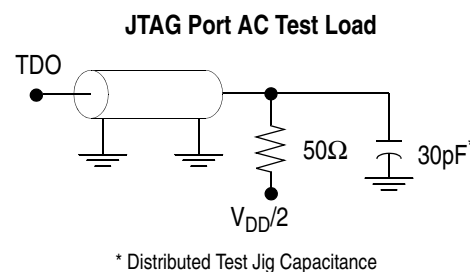 JTAG Port AC Test Load
TDO
50Ω
30pF*
VDD/2
* Distributed Test Jig Capacitance